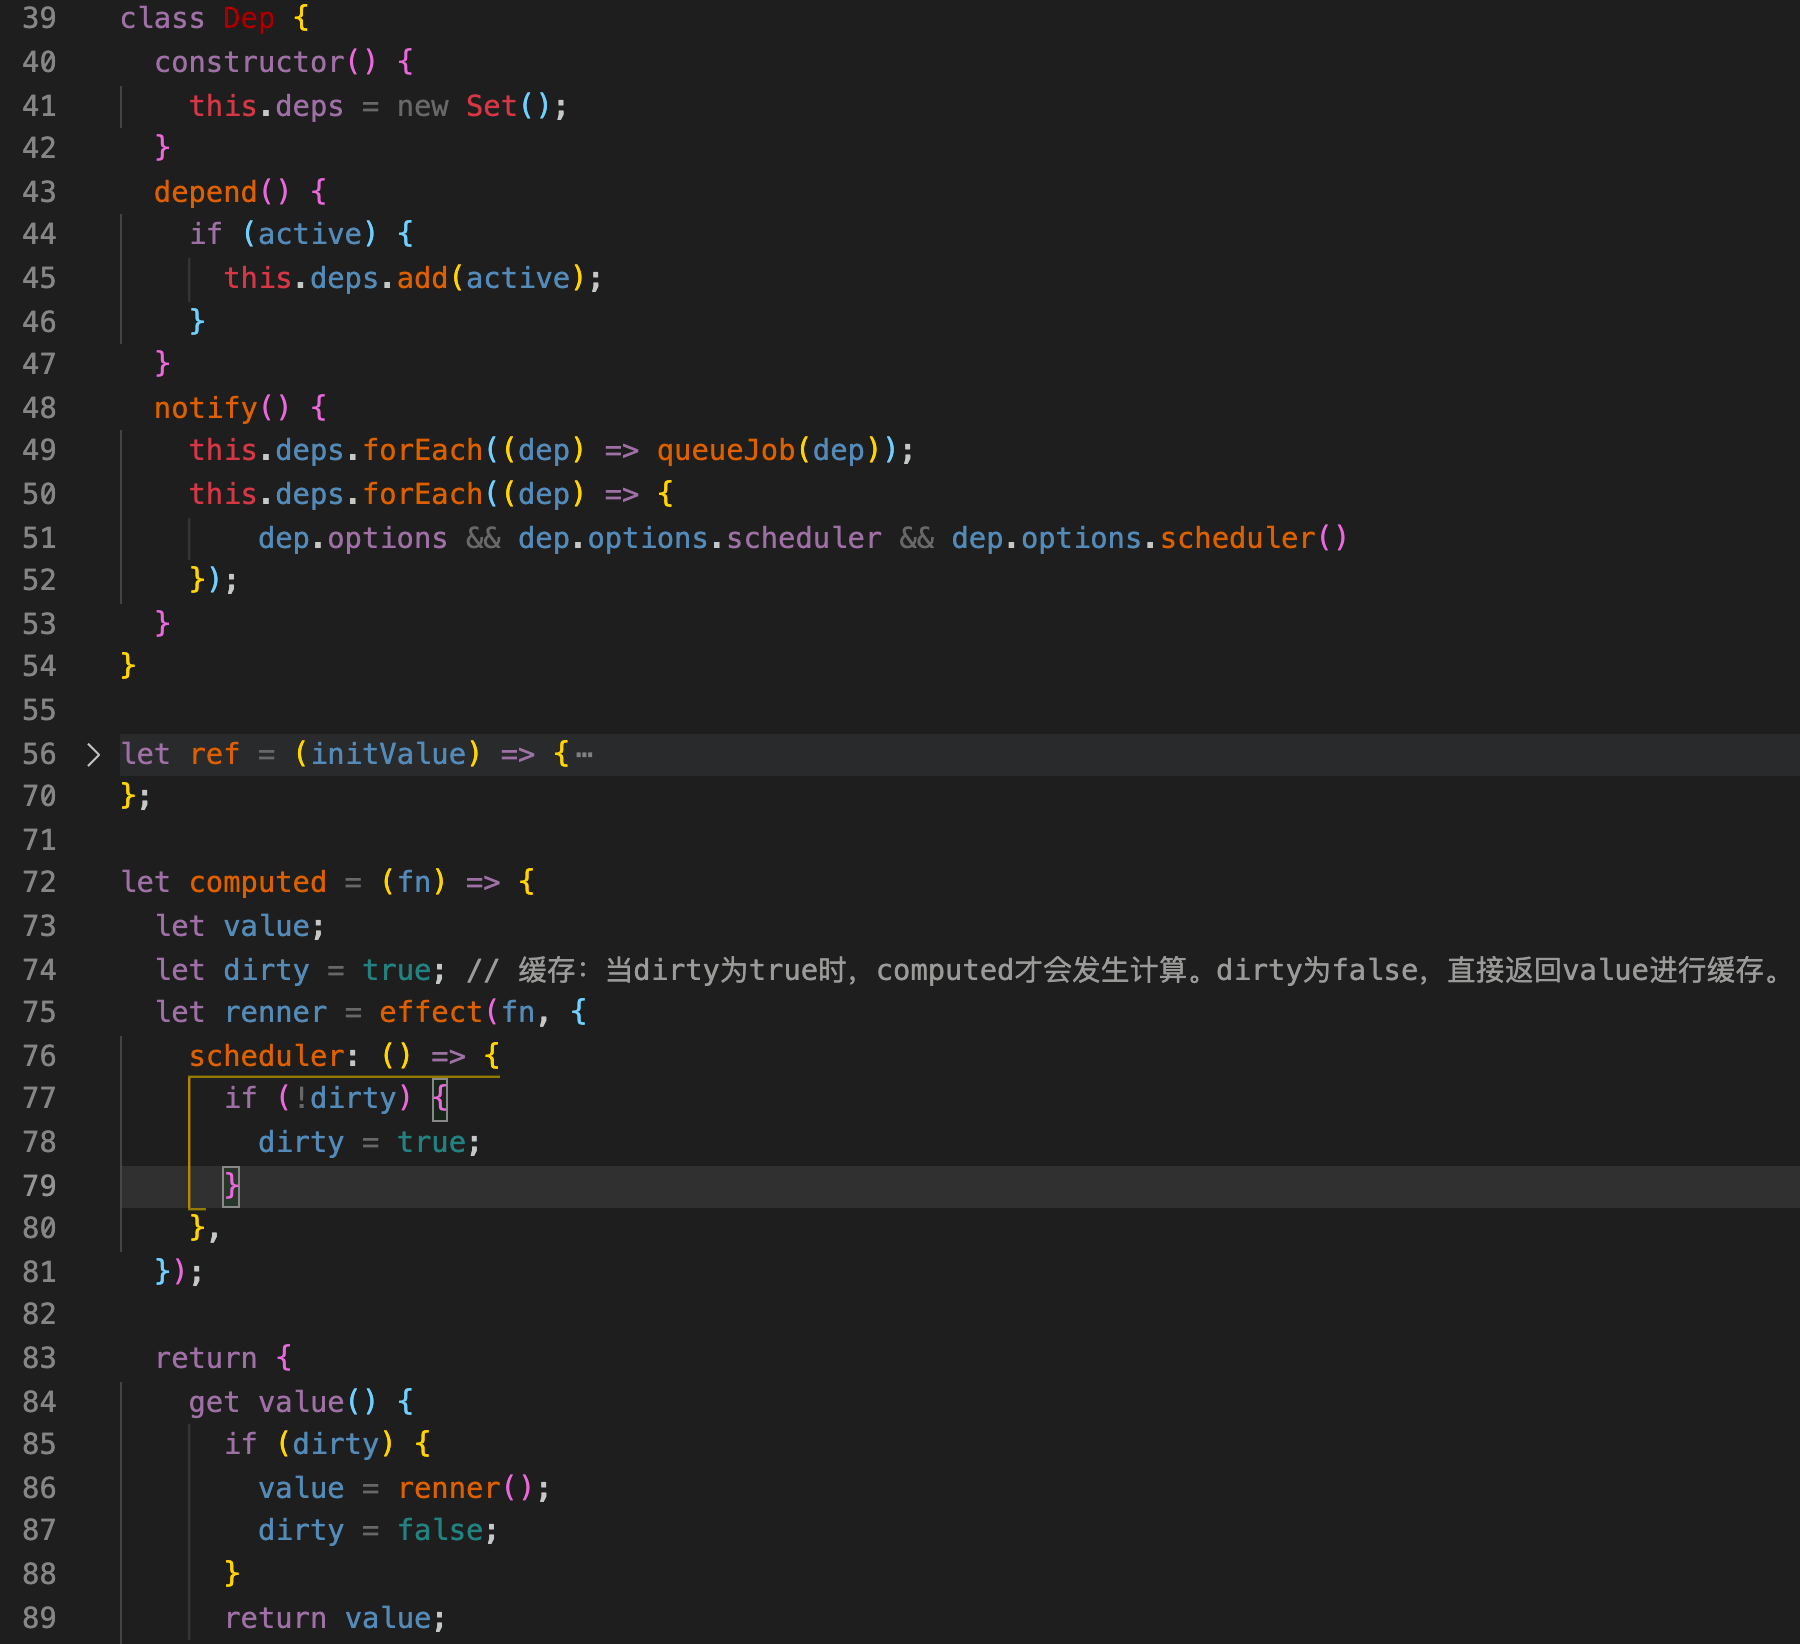 39 class Dep {
40   constructor() {
41     this.deps = new Set();
42   }
43   depend() {
44     if (active) {
45       this.deps.add(active);
46     }
47   }
48   notify() {
49     this.deps.forEach((dep) => queueJob(dep));
50     this.deps.forEach((dep) => {
51         dep.options && dep.options.scheduler && dep.options.scheduler()
52     });
53   }
54 }
55
56 let ref = (initValue) => {⋯
70 };
71
72 let computed = (fn) => {
73   let value;
74   let dirty = true; // 缓存：当dirty为true时，computed才会发生计算。dirty为false，直接返回value进行缓存。
75   let renner = effect(fn, {
76     scheduler: () => {
77       if (!dirty) {
78         dirty = true;
79       }
80     },
81   });
82
83   return {
84     get value() {
85       if (dirty) {
86         value = renner();
87         dirty = false;
88       }
89       return value;